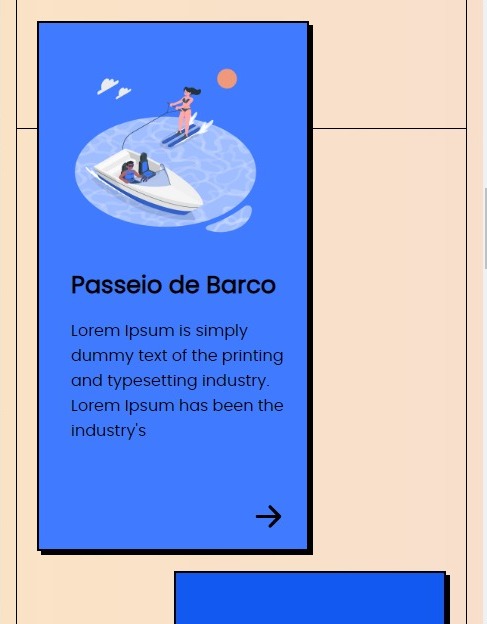 Passeio de Barco
Lorem Ipsum is simply
dummy text of the printing
and typesetting industry.
Lorem Ipsum has been the
industry's